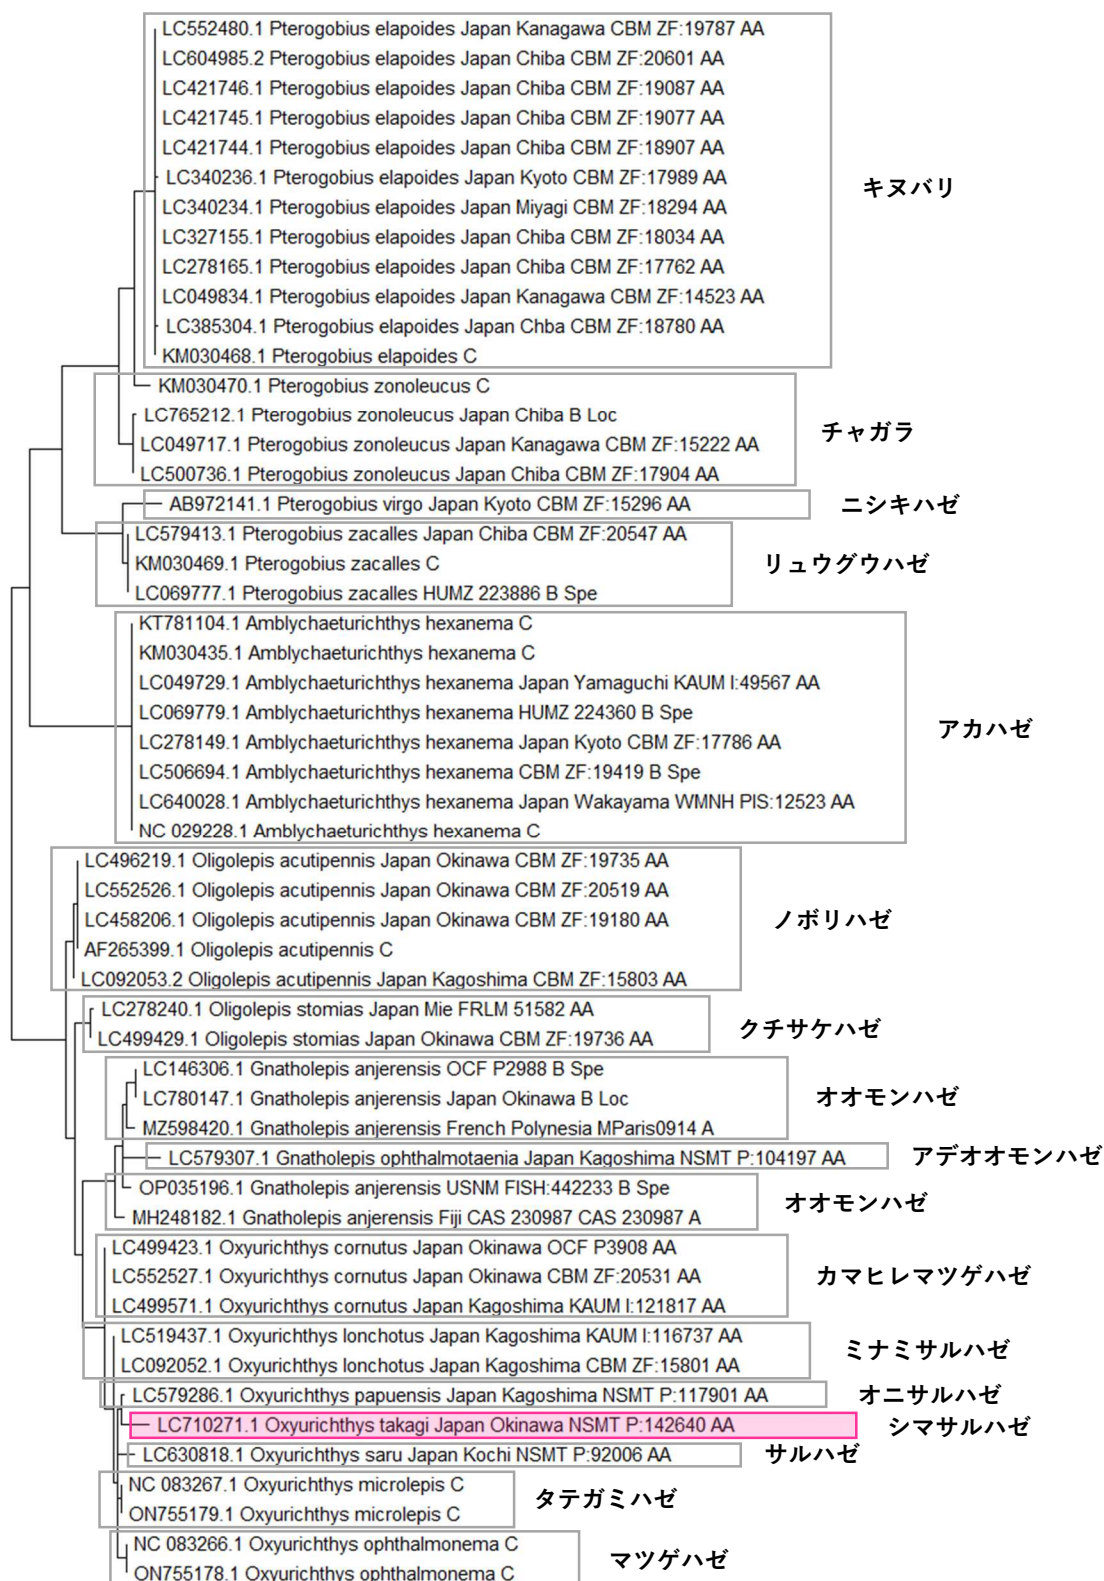 LC552480.1 Pterogobius elapoides Japan Kanagawa CBM ZF:19787 AA
LC604985.2 Pterogobius elapoides Japan Chiba CBM ZF:20601 AA
LC421746.1 Pterogobius elapoides Japan Chiba CBM ZF:19087 AA
LC421745.1 Pterogobius elapoides Japan Chiba CBM ZF:19077 AA
LC421744.1 Pterogobius elapoides Japan Chiba CBM ZF:18907 AA
LC340236.1 Pterogobius elapoides Japan Kyoto CBM ZF:17989 AA
キヌバリ
LC340234.1 Pterogobius elapoides Japan Miyagi CBM ZF:18294 AA
LC327155.1 Pterogobius elapoides Japan Chiba CBM ZF:18034 AA
LC278165.1 Pterogobius elapoides Japan Chiba CBM ZF:17762 AA
LC049834.1 Pterogobius elapoides Japan Kanagawa CBM ZF:14523 AA
LC385304.1 Pterogobius elapoides Japan Chba CBM ZF:18780 AA
KM030468.1 Pterogobius elapoides C
KM030470.1 Pterogobius zonoleucus C
LC765212.1 Pterogobius zonoleucus Japan Chiba B Loc
チャガラ
LC049717.1 Pterogobius zonoleucus Japan Kanagawa CBM ZF:15222 AA
LC500736.1 Pterogobius zonoleucus Japan Chiba CBM ZF:17904 AA
AB972141.1 Pterogobius virgo Japan Kyoto CBM ZF:15296 AA
ニシキハゼ
LC579413.1 Pterogobius zacalles Japan Chiba CBM ZF:20547 AA
KM030469.1 Pterogobius zacalles C
リュウグウハゼ
LC069777.1 Pterogobius zacalles HUMZ 223886 B Spe
KT781104.1 Amblychaeturichthys hexanema C
KM030435.1 Amblychaeturichthys hexanema C
LC049729.1 Amblychaeturichthys hexanema Japan Yamaguchi KAUM I:49567 AA
LC069779.1 Amblychaeturichthys hexanema HUMZ 224360 B Spe
アカハゼ
LC278149.1 Amblychaeturichthys hexanema Japan Kyoto CBM ZF:17786 AA
LC506694.1 Amblychaeturichthys hexanema CBM ZF:19419 B Spe
LC640028.1 Amblychaeturichthys hexanema Japan Wakayama WMNH PIS:12523 AA
NC 029228.1 Amblychaeturichthys hexanema C
LC496219.1 Oligolepis acutipennis Japan Okinawa CBM ZF:19735 AA
LC552526.1 Oligolepis acutipennis Japan Okinawa CBM ZF:20519 AA
LC458206.1 Oligolepis acutipennis Japan Okinawa CBM ZF:19180 AA
ノボリハゼ
AF265399.1 Oligolepis acutipennis C
LC092053.2 Oligolepis acutipennis Japan Kagoshima CBM ZF:15803 AA
LC278240.1 Oligolepis stomias Japan Mie FRLM 51582 AA
クチサケハゼ
LC499429.1 Oligolepis stomias Japan Okinawa CBM ZF:19736 AA
LC146306.1 Gnatholepis anjerensis OCF P2988 B Spe
LC780147.1 Gnatholepis anjerensis Japan Okinawa B Loc
オオモンハゼ
MZ598420.1 Gnatholepis anjerensis French Polynesia MParis0914 A
LC579307.1 Gnatholepis ophthalmotaenia Japan Kagoshima NSMT P:104197 AA
アデオオモンハゼ
OP035196.1 Gnatholepis anjerensis USNM FISH:442233 B Spe
オオモンハゼ
MH248182.1 Gnatholepis anjerensis Fiji CAS 230987 CAS 230987 A
LC499423.1 Oxyurichthys cornutus Japan Okinawa OCF P3908 AA
LC552527.1 Oxyurichthys cornutus Japan Okinawa CBM ZF:20531 AA
カマヒレマツゲハゼ
LC499571.1 Oxyurichthys cornutus Japan Kagoshima KAUM I:121817 AA
LC519437.1 Oxyurichthys lonchotus Japan Kagoshima KAUM I:116737 AA
ミナミサルハゼ
LC092052.1 Oxyurichthys lonchotus Japan Kagoshima CBM ZF:15801 AA
LC579286.1 Oxyurichthys papuensis Japan Kagoshima NSMT P:117901 AA
オニサルハゼ
LC710271.1 Oxyurichthys takagi Japan Okinawa NSMT P:142640 AA
シマサルハゼ
LC630818.1 Oxyurichthys saru Japan Kochi NSMT P:92006 AA
サルハゼ
NC 083267.1 Oxyurichthys microlepis C
タテガミハゼ
ON755179.1 Oxyurichthys microlepis C
NC 083266.1 Oxyurichthys ophthalmonema C
マツゲハゼ
ON755178.1 Oxyurichthys ophthalmonema C